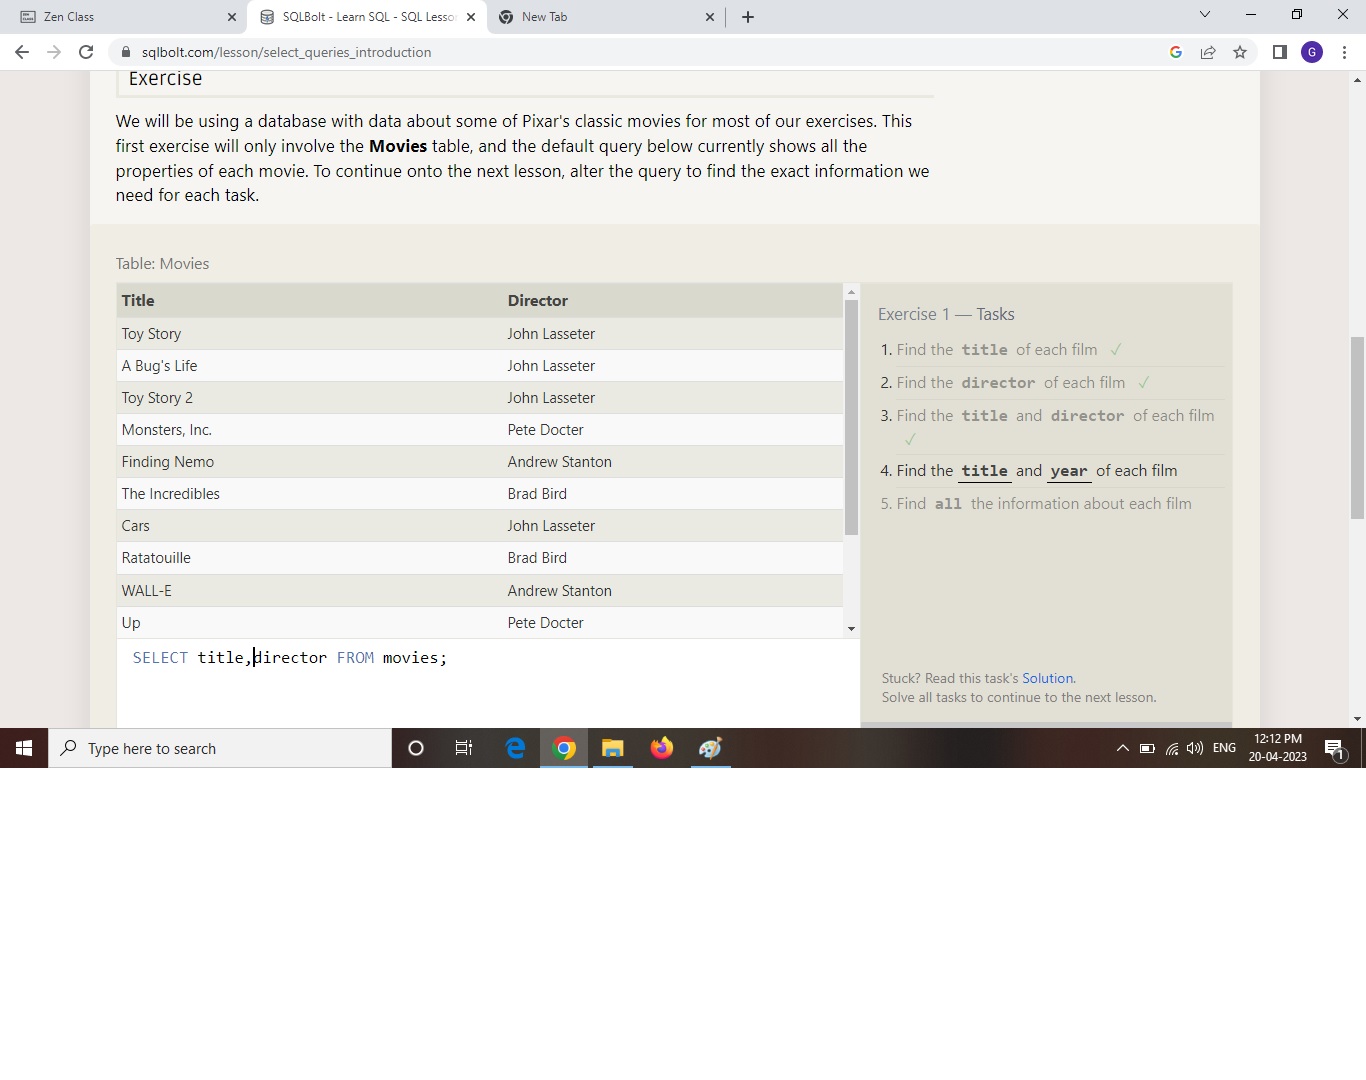 Zen Class
SQLBolt - Learn SQL - SQL Lesso
New Tab
sqlbolt.com/lesson/select_queries_introduction
G
G
Exercise
We will be using a database with data about some of Pixar's classic movies for most of our exercises. This
first exercise will only involve the Movies table, and the default query below currently shows all the
properties of each movie. To continue onto the next lesson, alter the query to find the exact information we
need for each task.
Table: Movies
Title Director
Toy Story John Lasseter
A Bug's Life John Lasseter
Toy Story 2 John Lasseter
Monsters, Inc. Pete Docter
Finding Nemo Andrew Stanton
The Incredibles Brad Bird
Cars John Lasseter
Ratatouille Brad Bird
WALL-E Andrew Stanton
Up Pete Docter
SELECT title,director FROM movies;
Exercise 1 — Tasks
1. Find the title of each film ✓
2. Find the director of each film ✓
3. Find the title and director of each film
✓
4. Find the title and year of each film
5. Find all the information about each film
Stuck? Read this task's Solution.
Solve all tasks to continue to the next lesson.
Type here to search
ENG
12:12 PM
20-04-2023
1